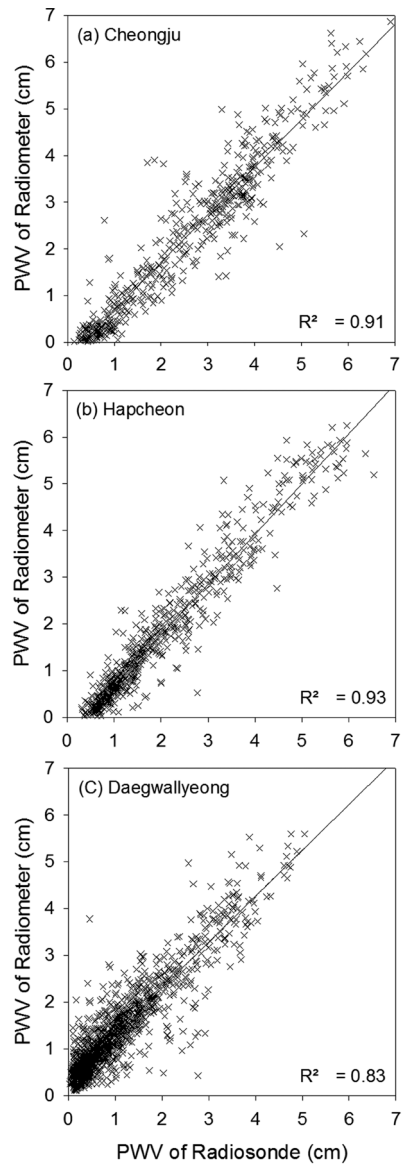 (a) Cheongju
PWV of Radiometer (cm)
7
6
5
4
3
2
1
0
R² = 0.91
0 1 2 3 4 5 6 7
(b) Hapcheon
PWV of Radiometer (cm)
7
6
5
4
3
2
1
0
R² = 0.93
0 1 2 3 4 5 6 7
(C) Daegwallyeong
PWV of Radiometer (cm)
7
6
5
4
3
2
1
0
R² = 0.83
0 1 2 3 4 5 6 7
PWV of Radiosonde (cm)